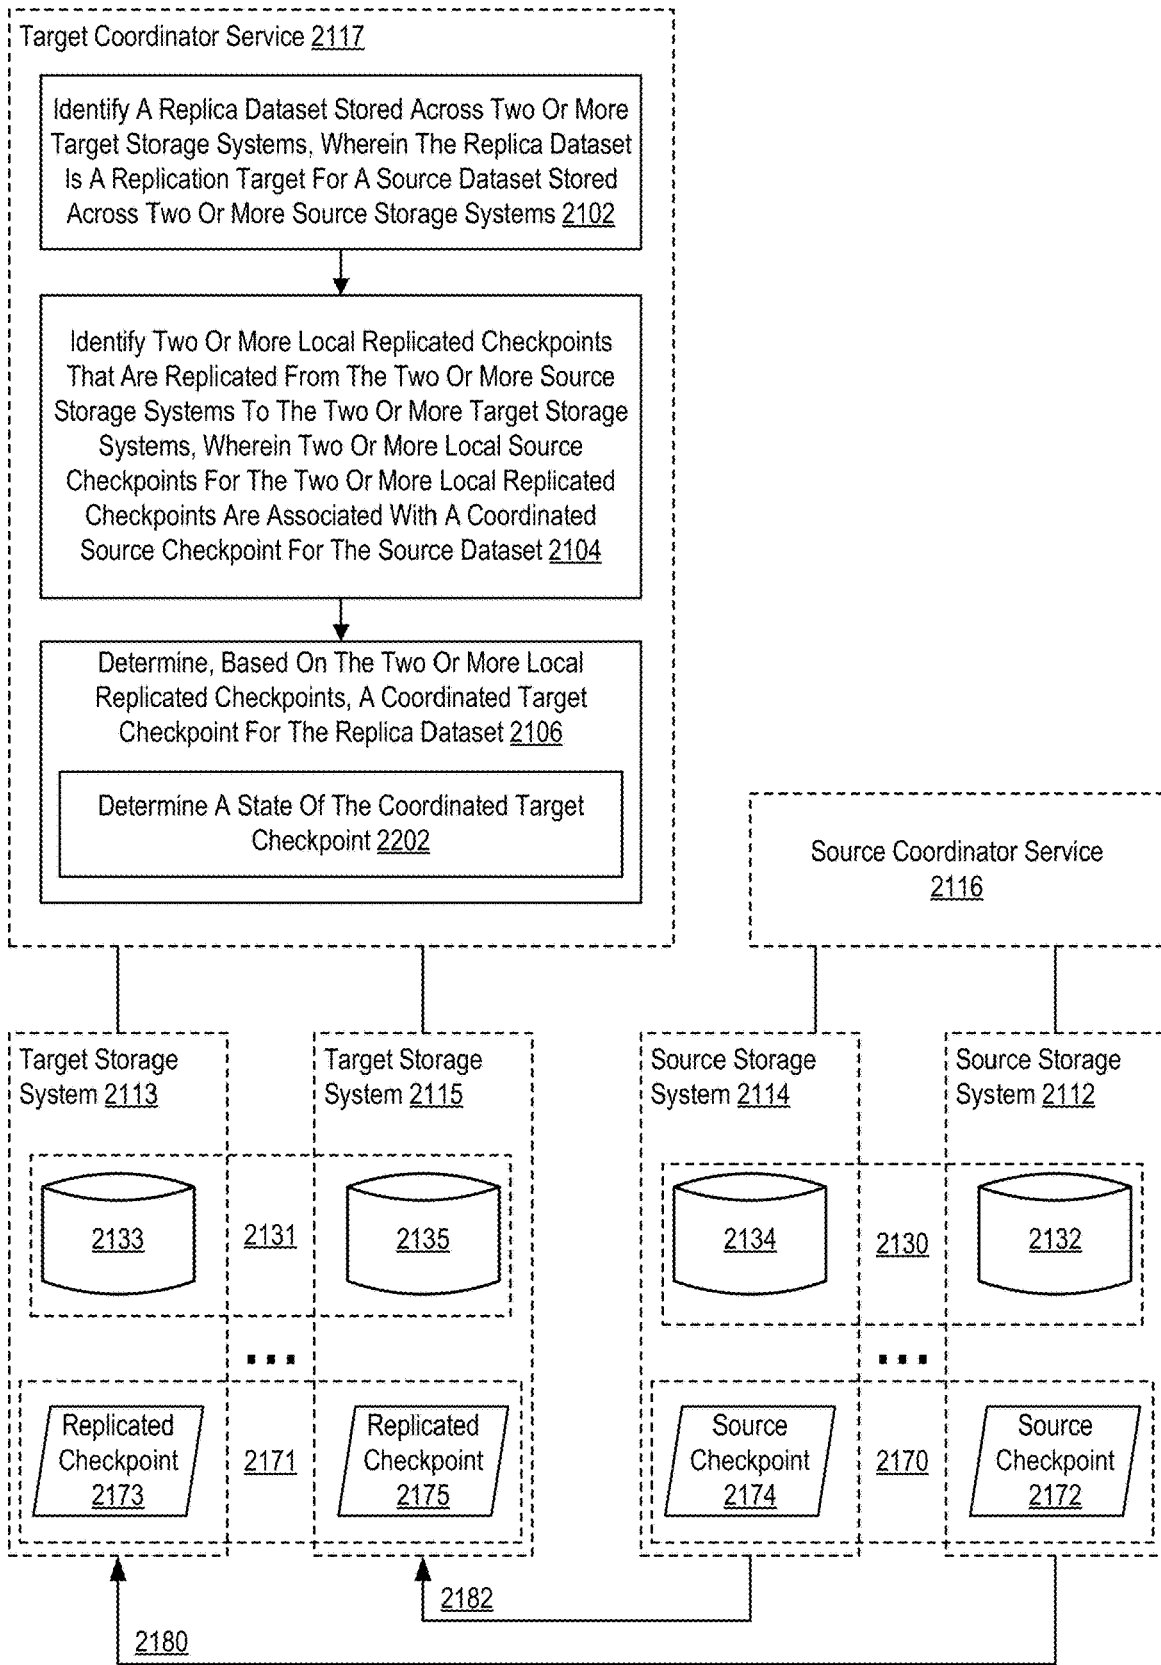 Target Coordinator Service 2117
Identify A Replica Dataset Stored Across Two Or More
Target Storage Systems, Wherein The Replica Dataset
Is A Replication Target For A Source Dataset Stored
Across Two Or More Source Storage Systems 2102
Identify Two Or More Local Replicated Checkpoints
That Are Replicated From The Two Or More Source
Storage Systems To The Two Or More Target Storage
Systems, Wherein Two Or More Local Source
Checkpoints For The Two Or More Local Replicated
Checkpoints Are Associated With A Coordinated
Source Checkpoint For The Source Dataset 2104
Determine, Based On The Two Or More Local
Replicated Checkpoints, A Coordinated Target
Checkpoint For The Replica Dataset 2106
Determine A State Of The Coordinated Target
Checkpoint 2202
Source Coordinator Service
2116
Target Storage
System 2113
Target Storage
System 2115
Source Storage
System 2114
Source Storage
System 2112
2133
2131
2135
2134
2130
2132
Replicated
Checkpoint
2173
2171
Replicated
Checkpoint
2175
Source
Checkpoint
2174
2170
Source
Checkpoint
2172
2182
2180